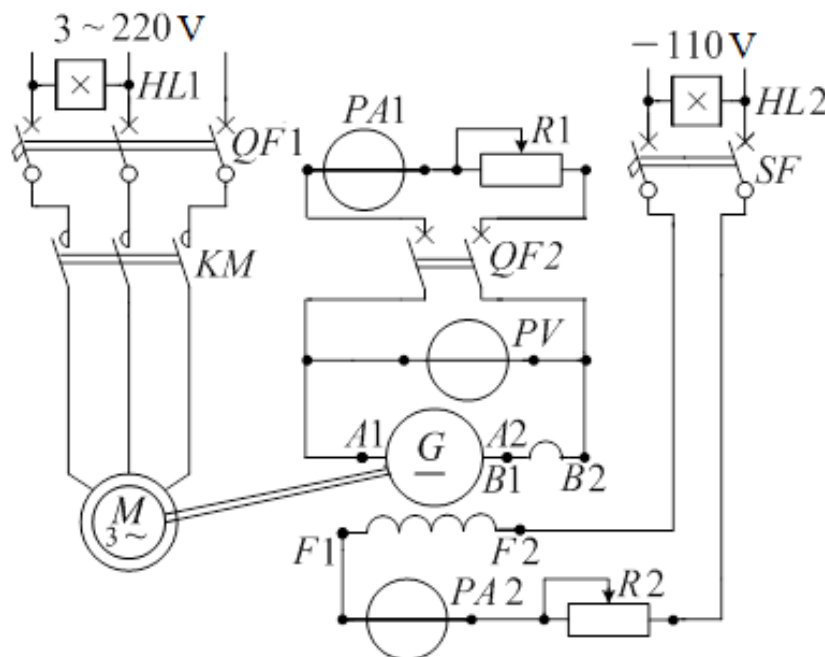 3 ~ 220 V
– 110 V
HL1
HL2
PA1
R1
QF1
SF
QF2
KM
PV
A1
G
A2
B1
B2
M
3 ~
F1
F2
PA2
R2